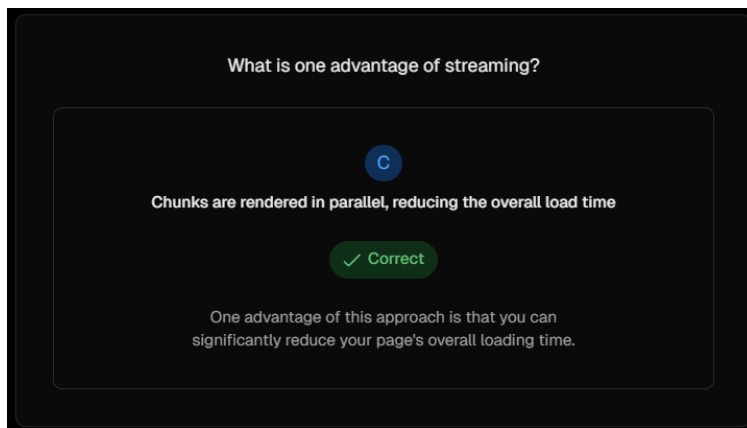 What is one advantage of streaming?
C
Chunks are rendered in parallel, reducing the overall load time
Correct
One advantage of this approach is that you can
significantly reduce your page's overall loading time.